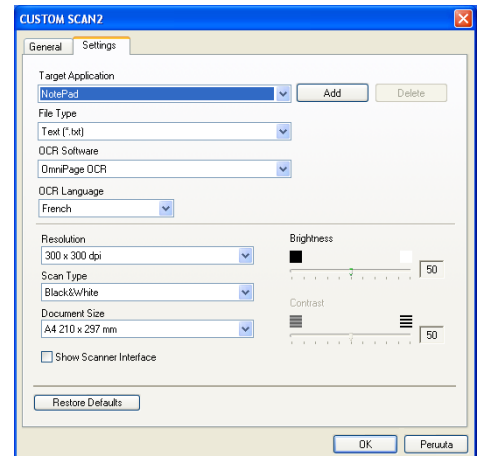 CUSTOM SCAN2
General Settings
Target Application
NotePad Add Delete
File Type
Text (*.txt)
OCR Software
OmniPage OCR
OCR Language
French
Resolution Brightness
300 x 300 dpi 50
Scan Type
Black&White
Contrast
Document Size
A4 210 x 297 mm 50
Show Scanner Interface
Restore Defaults
OK Peruuta